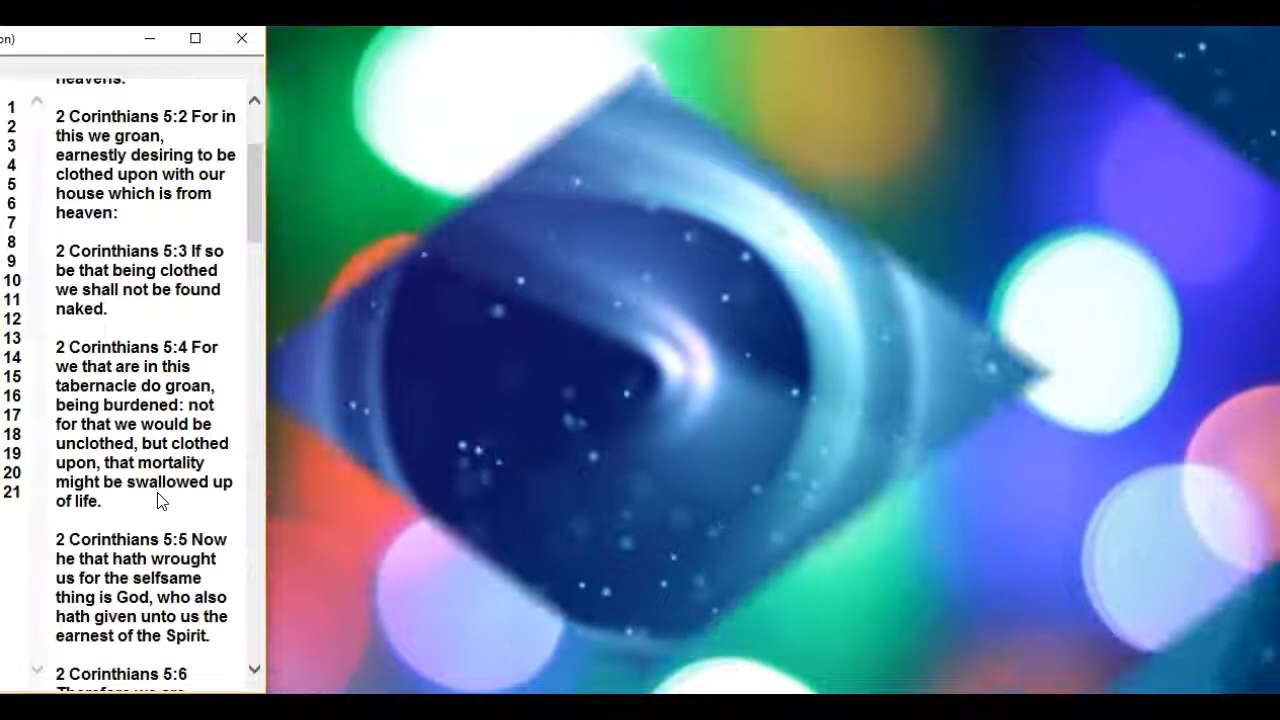 on)
heavens.
1
2
3
4
5
6
7
8
9
10
11
12
13
14
15
16
17
18
19
20
21
2 Corinthians 5:2 For in
this we groan,
earnestly desiring to be
clothed upon with our
house which is from
heaven:
2 Corinthians 5:3 If so
be that being clothed
we shall not be found
naked.
2 Corinthians 5:4 For
we that are in this
tabernacle do groan,
being burdened: not
for that we would be
unclothed, but clothed
upon, that mortality
might be swallowed up
of life.
2 Corinthians 5:5 Now
he that hath wrought
us for the selfsame
thing is God, who also
hath given unto us the
earnest of the Spirit.
2 Corinthians 5:6
Therefore we are